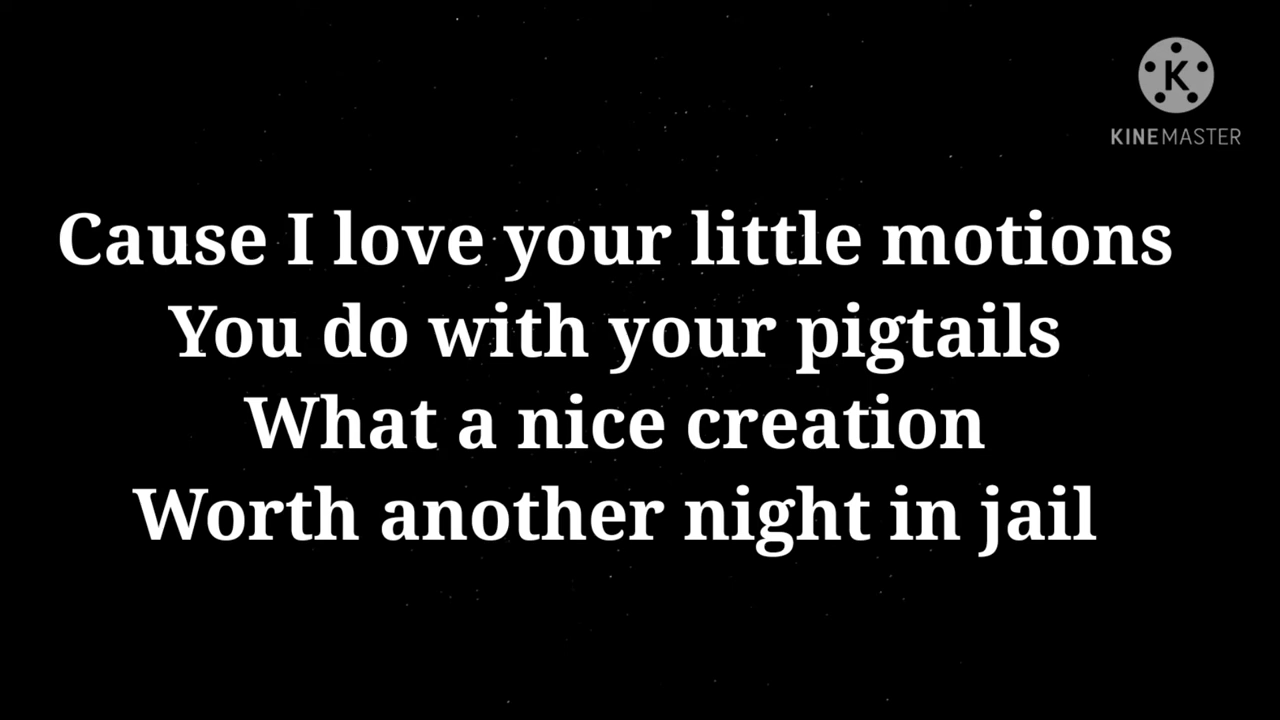 K
KINEMASTER
Cause I love your little motions
You do with your pigtails
What a nice creation
Worth another night in jail